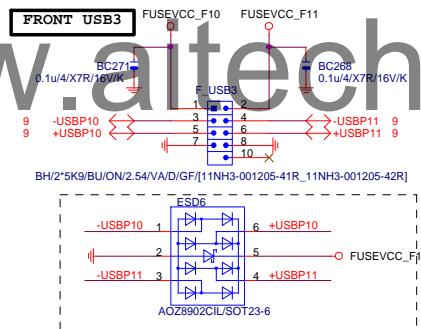 FRONT USB3
FUSEVCC_F10
FUSEVCC_F11
w.aitech
BC271
0.1u/4/X7R/16V/K
BC268
0.1u/4/X7R/16V/K
F_USB3
1
2
9
-USBP10
3
4
-USBP11
9
9
+USBP10
5
6
+USBP11
9
7
8
10
BH/2*5K9/BU/ON/2.54/VA/D/GF/[11NH3-001205-41R_11NH3-001205-42R]
ESD6
-USBP10
1
6
+USBP10
2
5
FUSEVCC_F1
-USBP11
3
4
+USBP11
AOZ8902CIL/SOT23-6